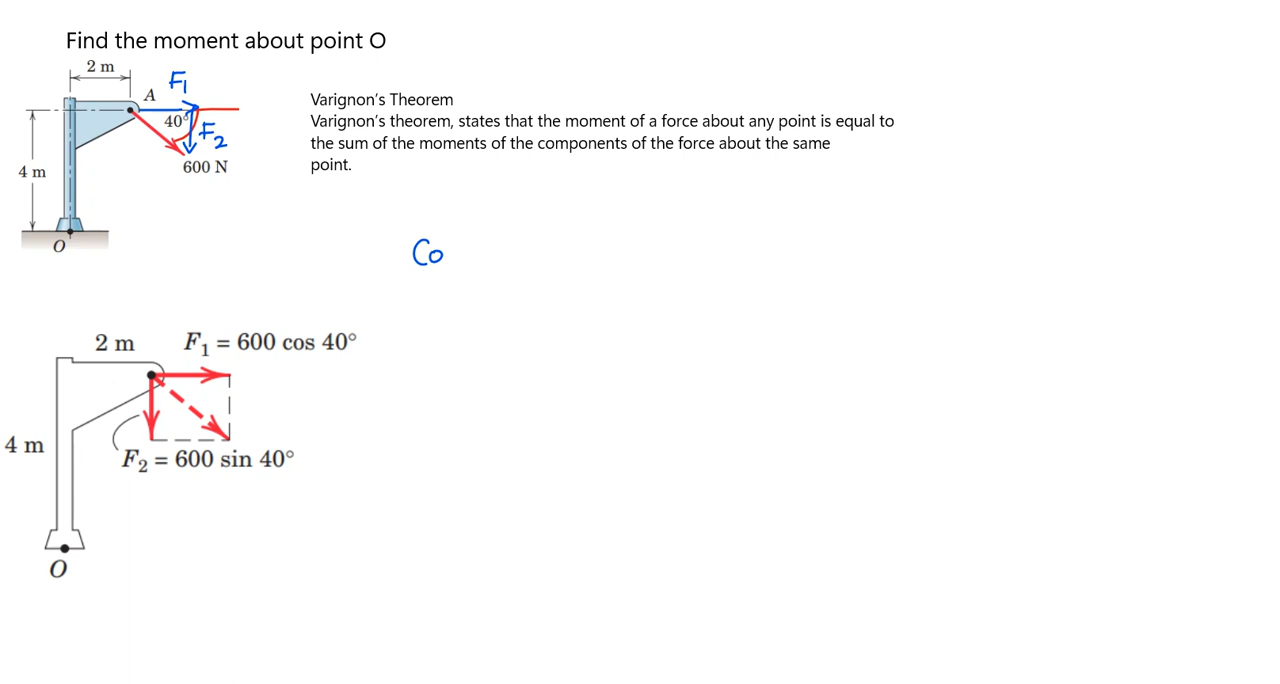 Find the moment about point O
2 m
A
F1
40°
F2
600 N
4 m
O
Varignon's Theorem
Varignon's theorem, states that the moment of a force about any point is equal to
the sum of the moments of the components of the force about the same
point.
Co
2 m
F1 = 600 cos 40°
4 m
F2 = 600 sin 40°
O